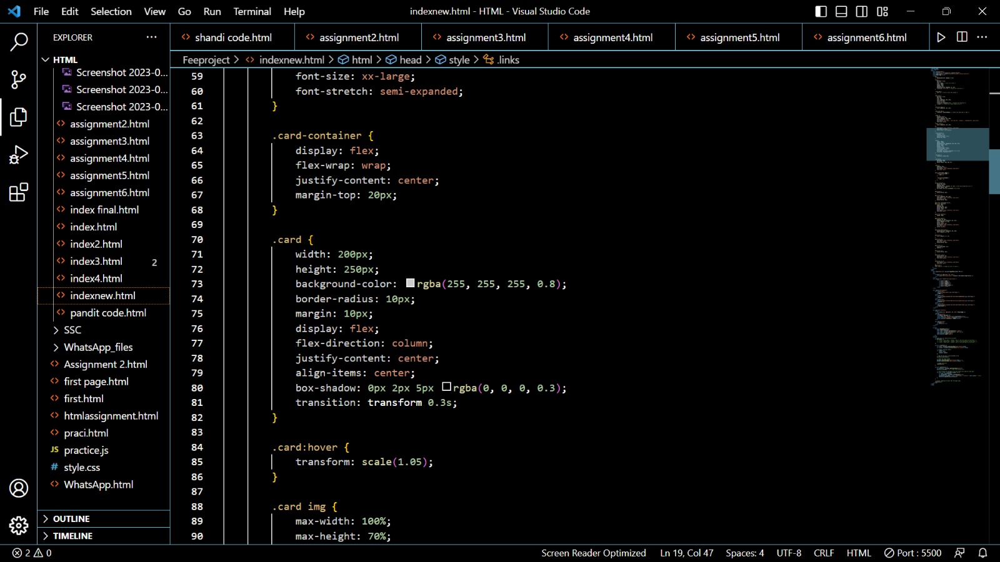 File Edit Selection View Go Run Terminal Help
indexnew.html - HTML - Visual Studio Code
EXPLORER
shandi code.html
assignment2.html
assignment3.html
assignment4.html
assignment5.html
assignment6.html
Feeproject > indexnew.html > html > head > style > .links
HTML
Screenshot 2023-0...
Screenshot 2023-0...
Screenshot 2023-0...
assignment2.html
assignment3.html
assignment4.html
assignment5.html
assignment6.html
index final.html
index.html
index2.html
index3.html 2
index4.html
indexnew.html
pandit code.html
SSC
WhatsApp_files
Assignment 2.html
first page.html
first.html
htmlassignment.html
praci.html
JS practice.js
# style.css
WhatsApp.html
OUTLINE
TIMELINE
59 font-size: xx-large;
60 font-stretch: semi-expanded;
61 }
62
63 .card-container {
64 display: flex;
65 flex-wrap: wrap;
66 justify-content: center;
67 margin-top: 20px;
68 }
69
70 .card {
71 width: 200px;
72 height: 250px;
73 background-color: rgba(255, 255, 255, 0.8);
74 border-radius: 10px;
75 margin: 10px;
76 display: flex;
77 flex-direction: column;
78 justify-content: center;
79 align-items: center;
80 box-shadow: 0px 2px 5px rgba(0, 0, 0, 0.3);
81 transition: transform 0.3s;
82 }
83
84 .card:hover {
85 transform: scale(1.05);
86 }
87
88 .card img {
89 max-width: 100%;
90 max-height: 70%;
2 0
Screen Reader Optimized Ln 19, Col 47 Spaces: 4 UTF-8 CRLF HTML Port : 5500